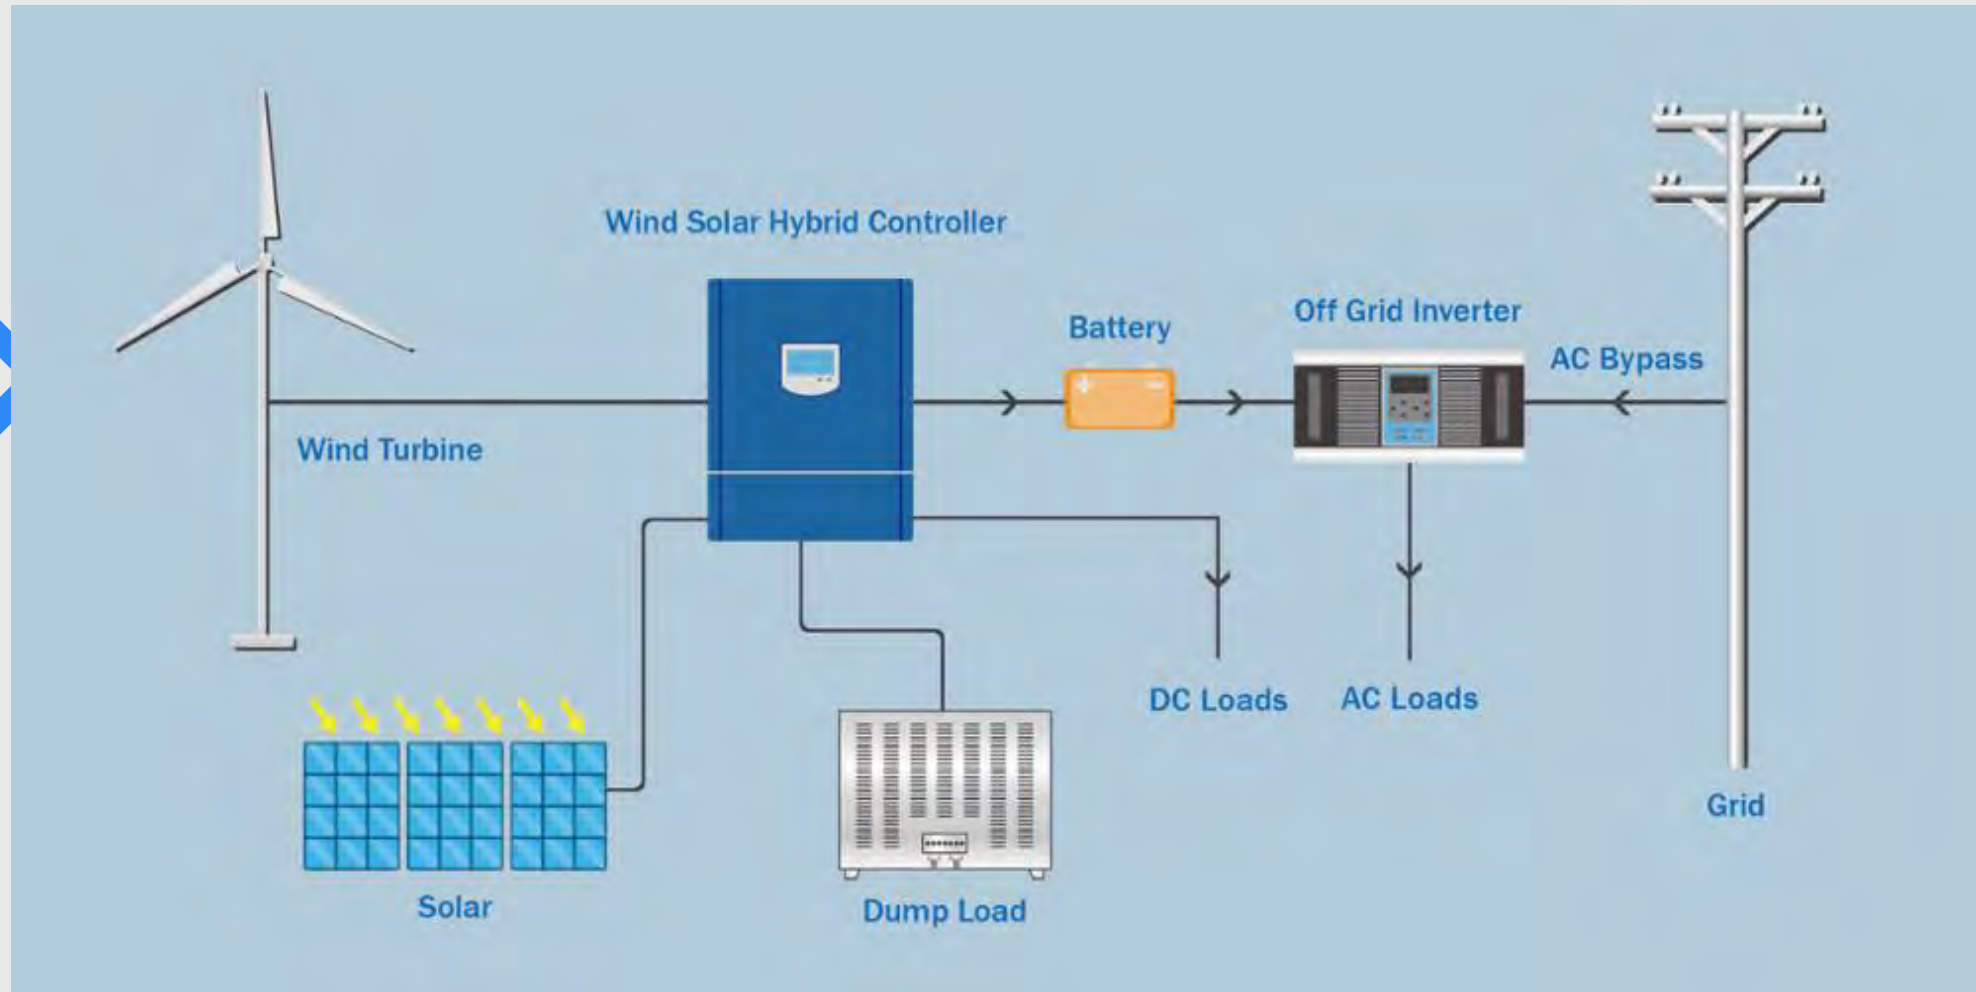 Wind Solar Hybrid Controller
Battery
Off Grid Inverter
AC Bypass
Wind Turbine
DC Loads
AC Loads
Grid
Solar
Dump Load